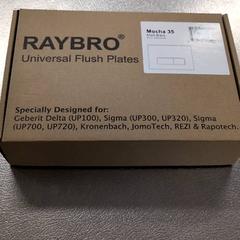 RAYBRO®
Universal Flush Plates
Mocha 35
Specially Designed for:
Geberit Delta (UP100), Sigma (UP300, UP320), Sigma
(UP700, UP720), Kronenbach, JomoTech, REZI & Rapotech.